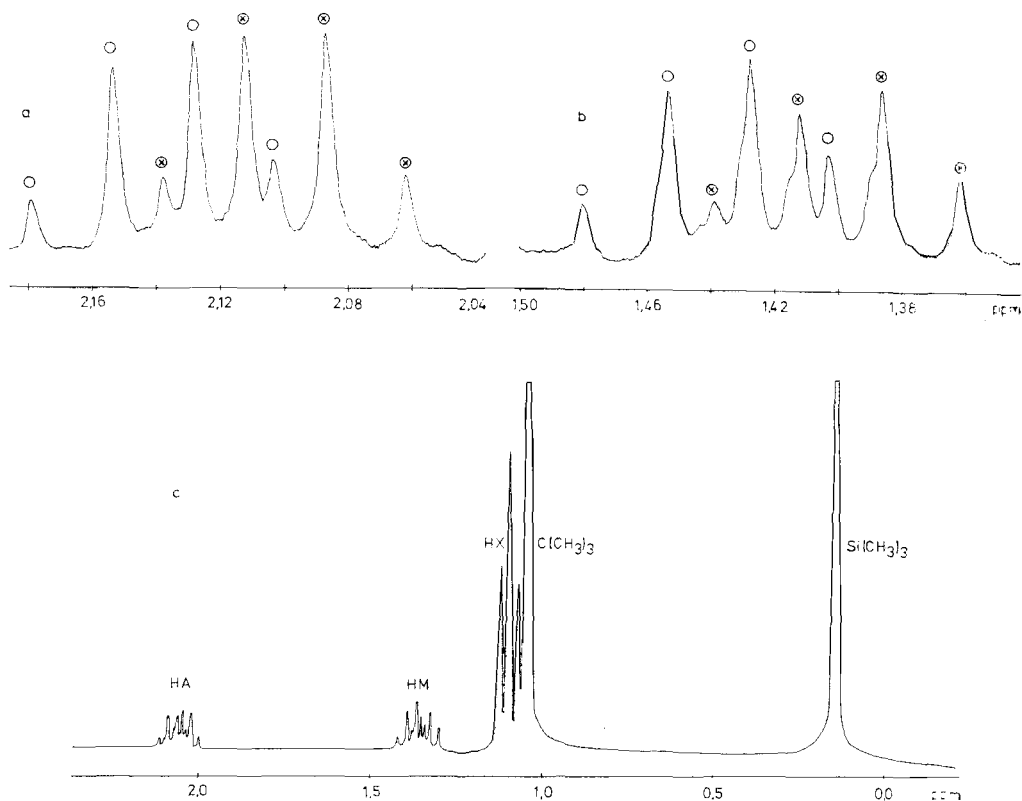 a
b
2,16
2,12
2,08
2,04
1,50
1,46
1,42
1,38
ppm
c
HX
C(CH3)3
Si(CH3)3
HA
HM
2,0
1,5
1,0
0,5
0,0
ppm